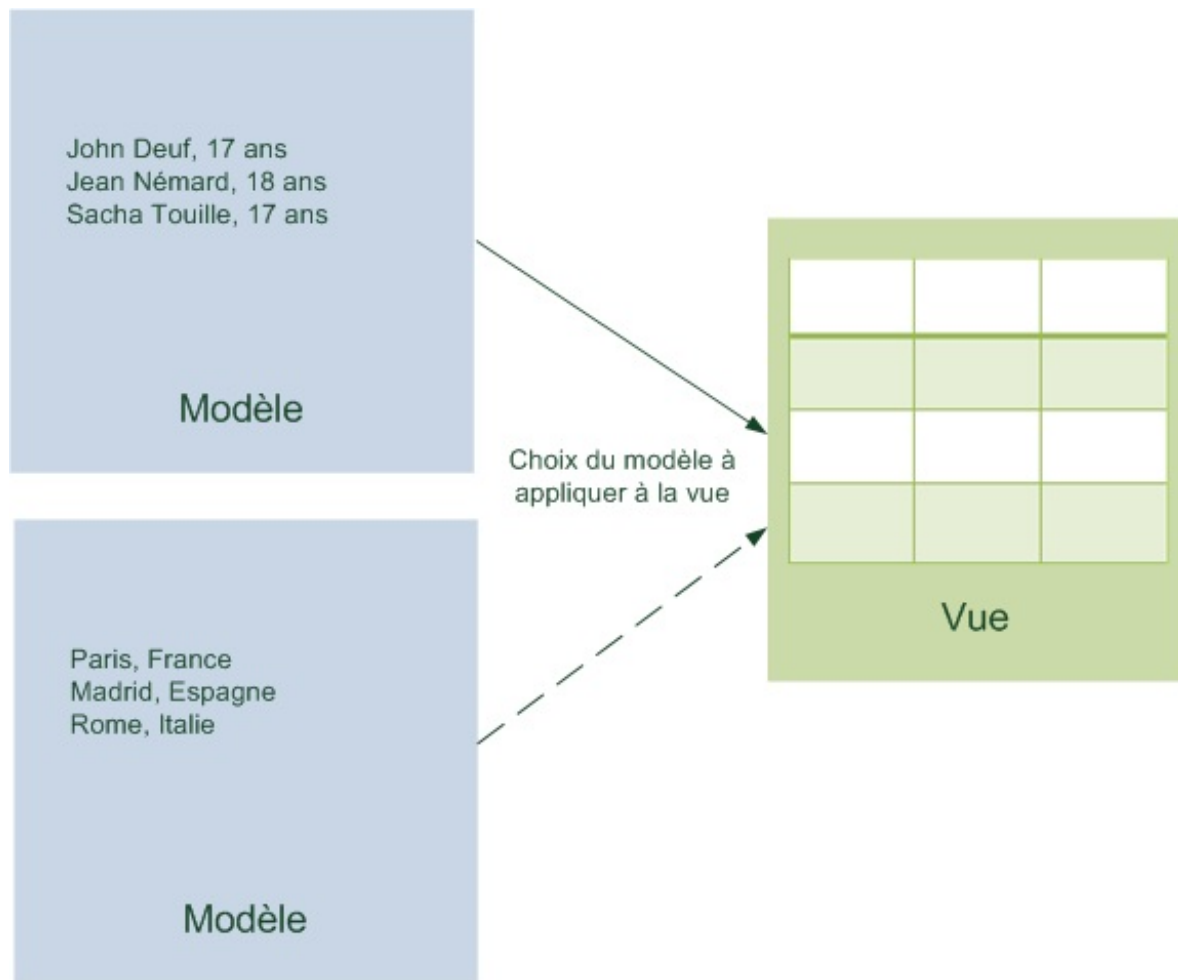 John Deuf, 17 ans
Jean Némard, 18 ans
Sacha Touille, 17 ans
Modèle
Choix du modèle à
appliquer à la vue
Vue
Paris, France
Madrid, Espagne
Rome, Italie
Modèle